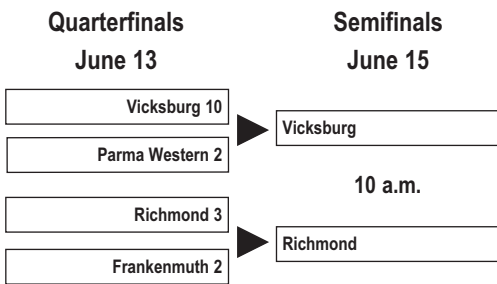 Quarterfinals
June 13
Vicksburg 10
Parma Western 2
Richmond 3
Frankenmuth 2
Semifinals
June 15
Vicksburg
10 a.m.
Richmond